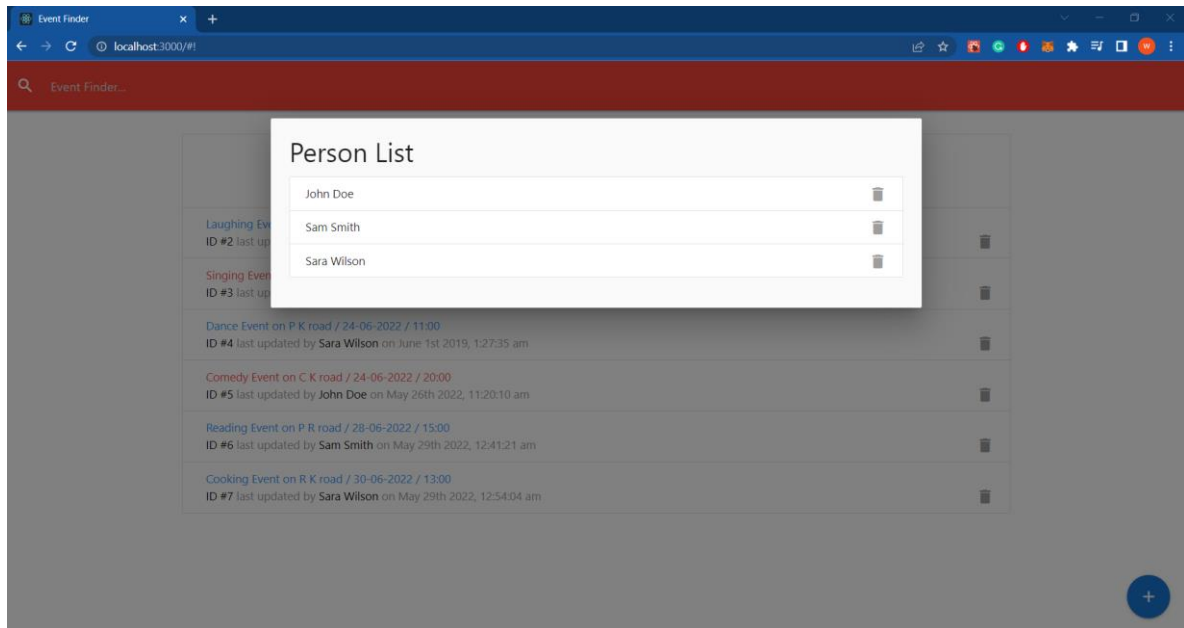 Event Finder
localhost:3000/#!
Event Finder...
Person List
John Doe
Sam Smith
Sara Wilson
Laughing
ID #2 last
Singing
ID #3 last
Dance Event on P K road / 24-06-2022 / 11:00
ID #4 last updated by Sara Wilson on June 1st 2019, 1:27:35 am
Comedy Event on C K road / 24-06-2022 / 20:00
ID #5 last updated by John Doe on May 26th 2022, 11:20:10 am
Reading Event on P R road / 28-06-2022 / 15:00
ID #6 last updated by Sam Smith on May 29th 2022, 12:41:21 am
Cooking Event on R K road / 30-06-2022 / 13:00
ID #7 last updated by Sara Wilson on May 29th 2022, 12:54:04 am